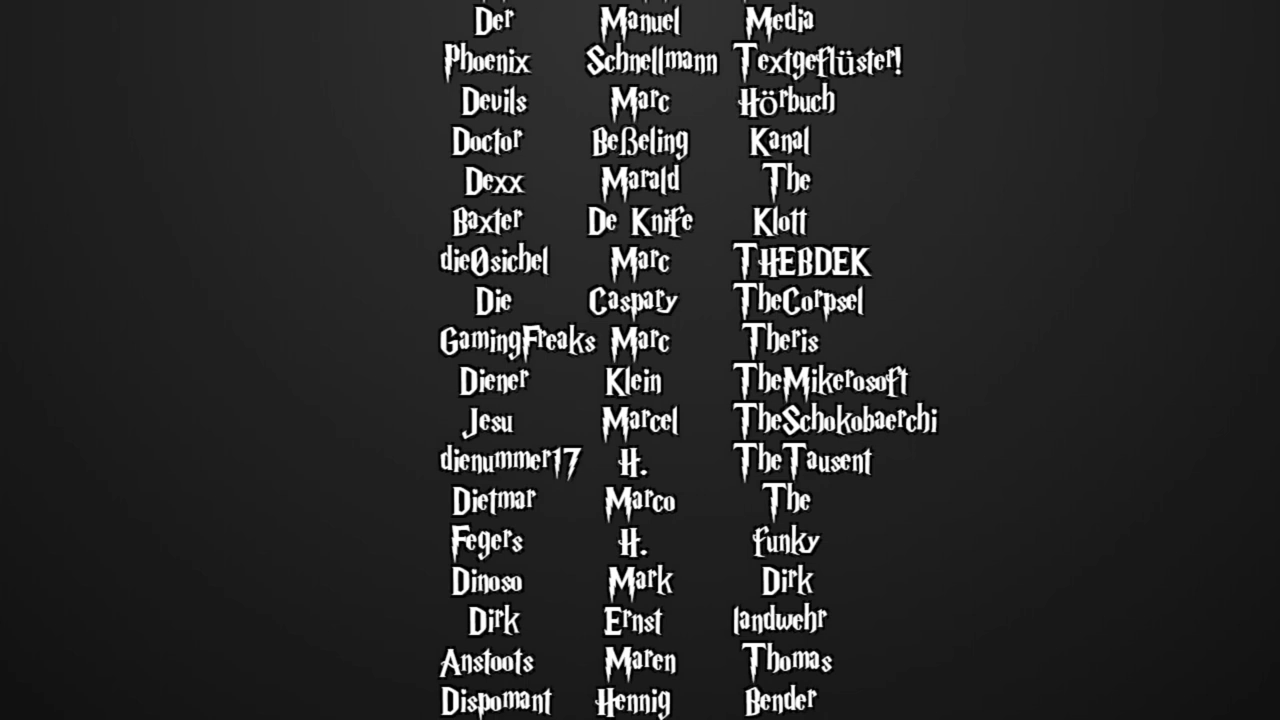 Der Manuel Media
Phoenix Schnellmann Textgeflüster!
Devils Marc Hörbuch
Doctor Beßeling Kanal
Dexx Marald The
Baxter De Knife Klott
die0sichel Marc THEBDEK
Die Caspary TheCorpsel
GamingFreaks Marc Theris
Diener Klein TheMikerosoft
Jesu Marcel TheSchokobaerchi
dienummer17 H. TheTausent
Dietmar Marco The
Fegers H. funky
Dinoso Mark Dirk
Dirk Ernst landwehr
Anstoots Maren Thomas
Dispomant Hennig Bender